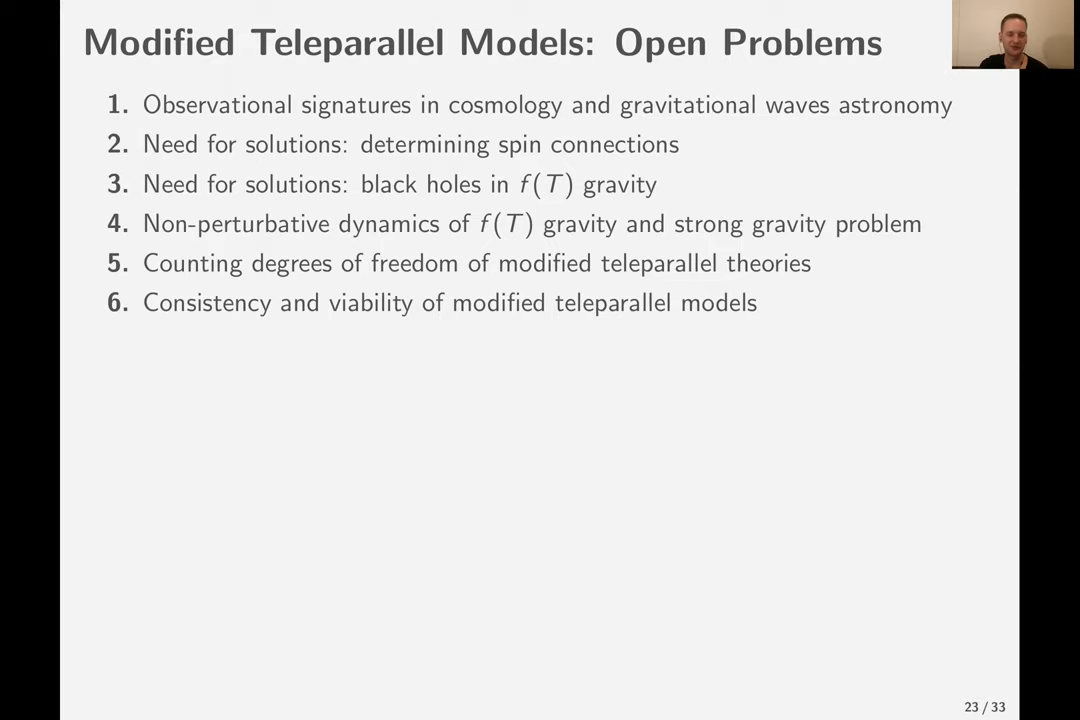 Modified Teleparallel Models: Open Problems
1. Observational signatures in cosmology and gravitational waves astronomy
2. Need for solutions: determining spin connections
3. Need for solutions: black holes in f(T) gravity
4. Non-perturbative dynamics of f(T) gravity and strong gravity problem
5. Counting degrees of freedom of modified teleparallel theories
6. Consistency and viability of modified teleparallel models
23 / 33